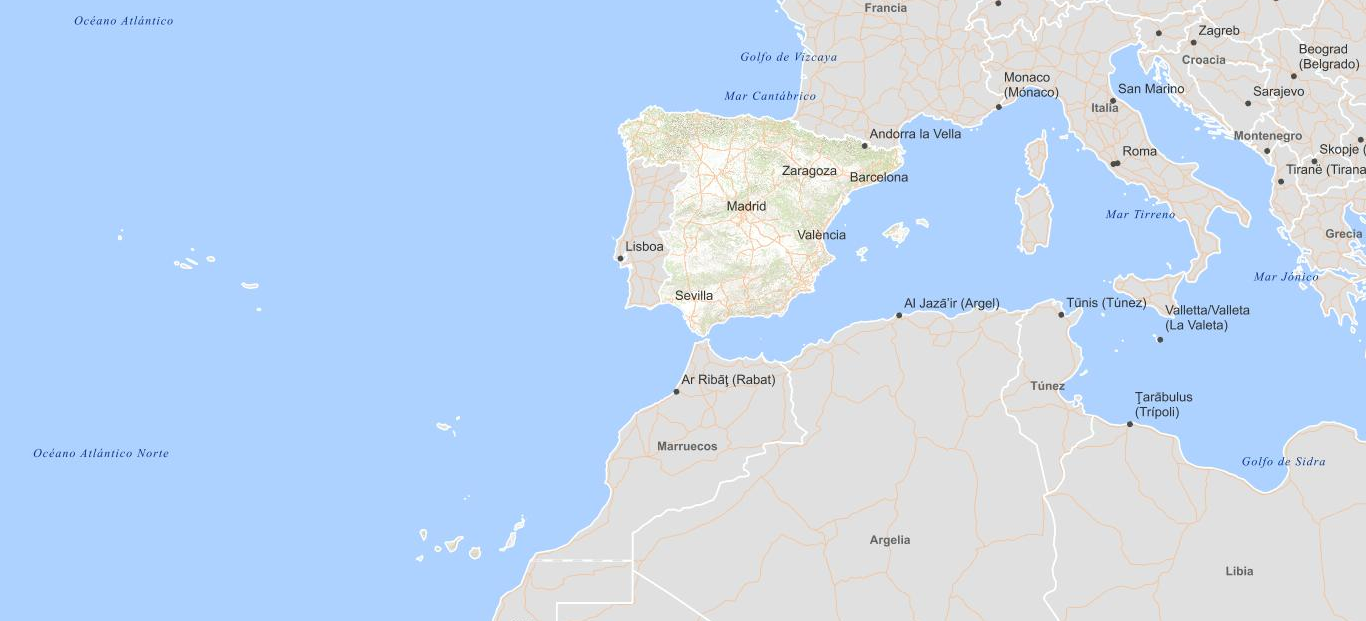 Océano Atlántico
Francia
Zagreb
Golfo de Vizcaya
Croacia
Beograd
(Belgrado)
Monaco
(Mónaco)
San Marino
Sarajevo
Mar Cantábrico
Italia
Andorra la Vella
Montenegro
Roma
Skopje (
Zaragoza
Barcelona
Tiranë (Tirana
Madrid
Mar Tirreno
València
Grecia
Lisboa
Mar Jónico
Sevilla
Al Jazā'ir (Argel)
Tūnis (Túnez)
Valletta/Valleta
(La Valeta)
Ar Ribāţ (Rabat)
Túnez
Ţarābulus
(Trípoli)
Marruecos
Océano Atlántico Norte
Golfo de Sidra
Argelia
Libia